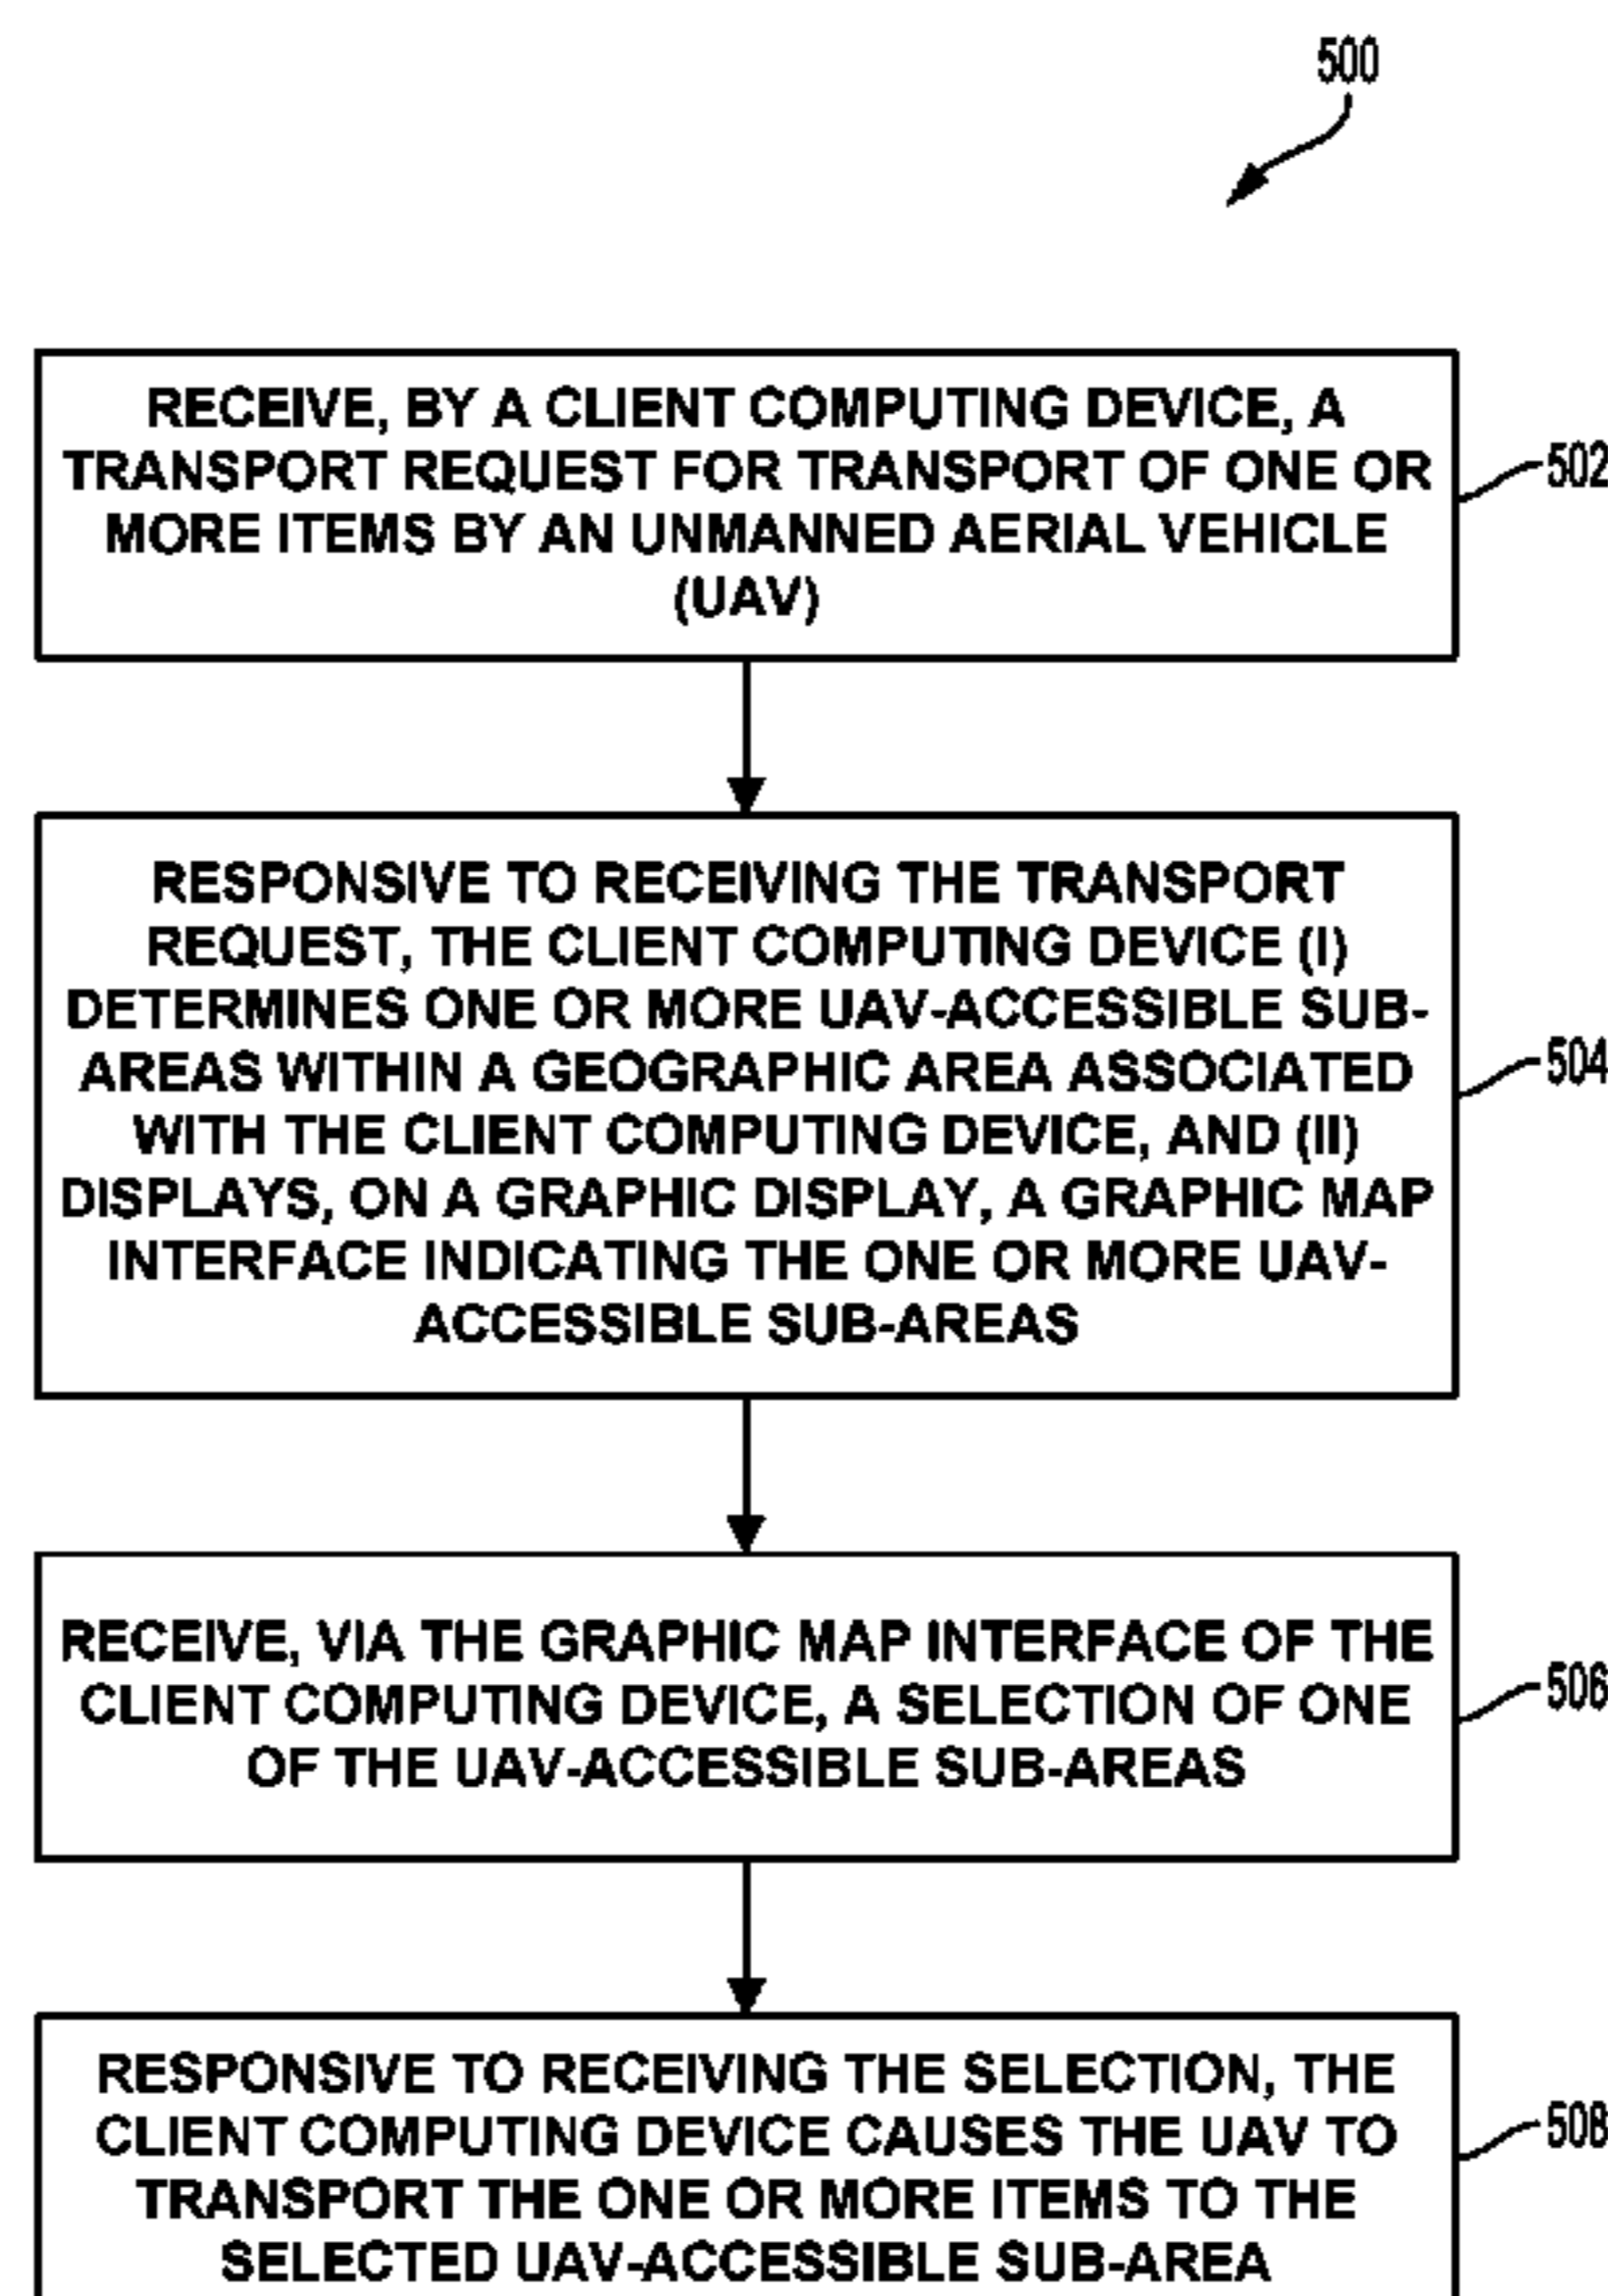 500
RECEIVE, BY A CLIENT COMPUTING DEVICE, A
TRANSPORT REQUEST FOR TRANSPORT OF ONE OR
MORE ITEMS BY AN UNMANNED AERIAL VEHICLE
(UAV)
502
RESPONSIVE TO RECEIVING THE TRANSPORT
REQUEST, THE CLIENT COMPUTING DEVICE (I)
DETERMINES ONE OR MORE UAV-ACCESSIBLE SUB-
AREAS WITHIN A GEOGRAPHIC AREA ASSOCIATED
WITH THE CLIENT COMPUTING DEVICE, AND (II)
DISPLAYS, ON A GRAPHIC DISPLAY, A GRAPHIC MAP
INTERFACE INDICATING THE ONE OR MORE UAV-
ACCESSIBLE SUB-AREAS
504
RECEIVE, VIA THE GRAPHIC MAP INTERFACE OF THE
CLIENT COMPUTING DEVICE, A SELECTION OF ONE
OF THE UAV-ACCESSIBLE SUB-AREAS
506
RESPONSIVE TO RECEIVING THE SELECTION, THE
CLIENT COMPUTING DEVICE CAUSES THE UAV TO
TRANSPORT THE ONE OR MORE ITEMS TO THE
SELECTED UAV-ACCESSIBLE SUB-AREA
508